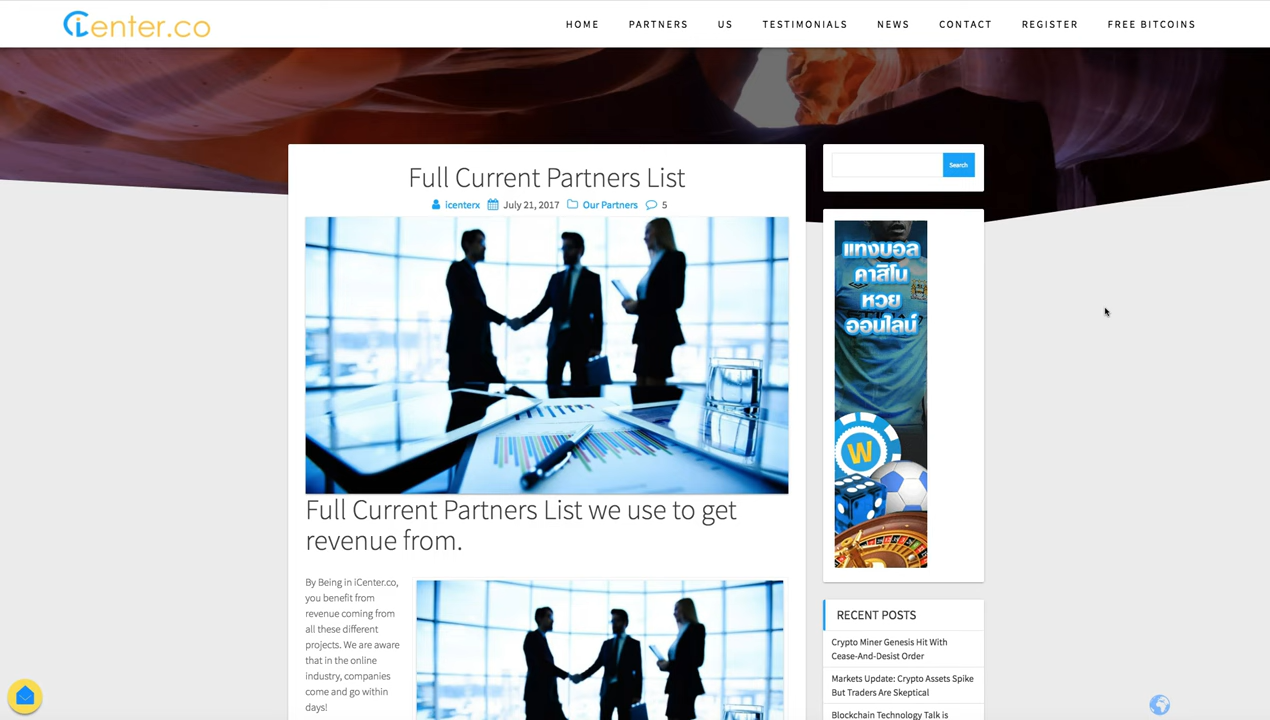 iCenter.co
HOME PARTNERS US TESTIMONIALS NEWS CONTACT REGISTER FREE BITCOINS
Full Current Partners List
icenterx July 21, 2017 Our Partners 5
Full Current Partners List we use to get
revenue from.
By Being in iCenter.co,
you benefit from
revenue coming from
all these different
projects. We are aware
that in the online
industry, companies
come and go within
days!
Search
แทงบอล
คาสิโน
หวย
ออนไลน์
W
RECENT POSTS
Crypto Miner Genesis Hit With
Cease-And-Desist Order
Markets Update: Crypto Assets Spike
But Traders Are Skeptical
Blockchain Technology Talk is